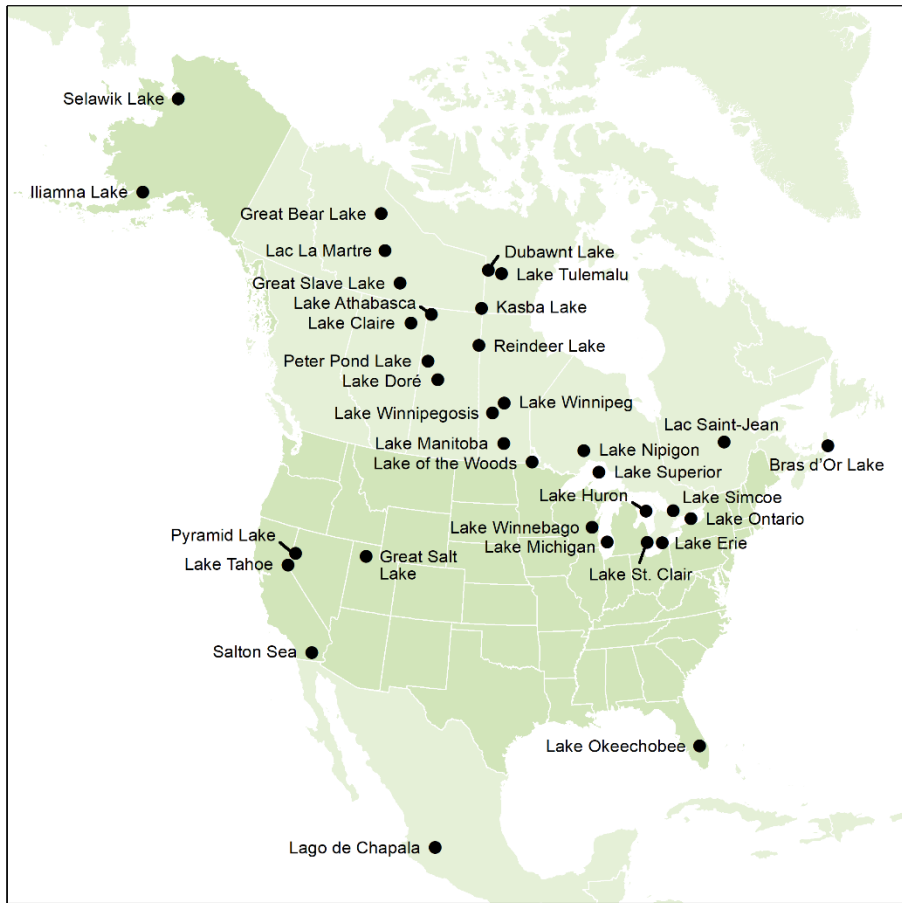 Selawik Lake
Iliamna Lake
Great Bear Lake
Lac La Martre
Dubawnt Lake
Lake Tulemalu
Great Slave Lake
Lake Athabasca
Kasba Lake
Lake Claire
Reindeer Lake
Peter Pond Lake
Lake Doré
Lake Winnipeg
Lake Winnipegosis
Lac Saint-Jean
Lake Manitoba
Lake Nipigon
Bras d’Or Lake
Lake of the Woods
Lake Superior
Lake Huron
Lake Simcoe
Lake Ontario
Lake Winnebago
Pyramid Lake
Lake Michigan
Lake Erie
Great Salt
Lake
Lake Tahoe
Lake St. Clair
Salton Sea
Lake Okeechobee
Lago de Chapala